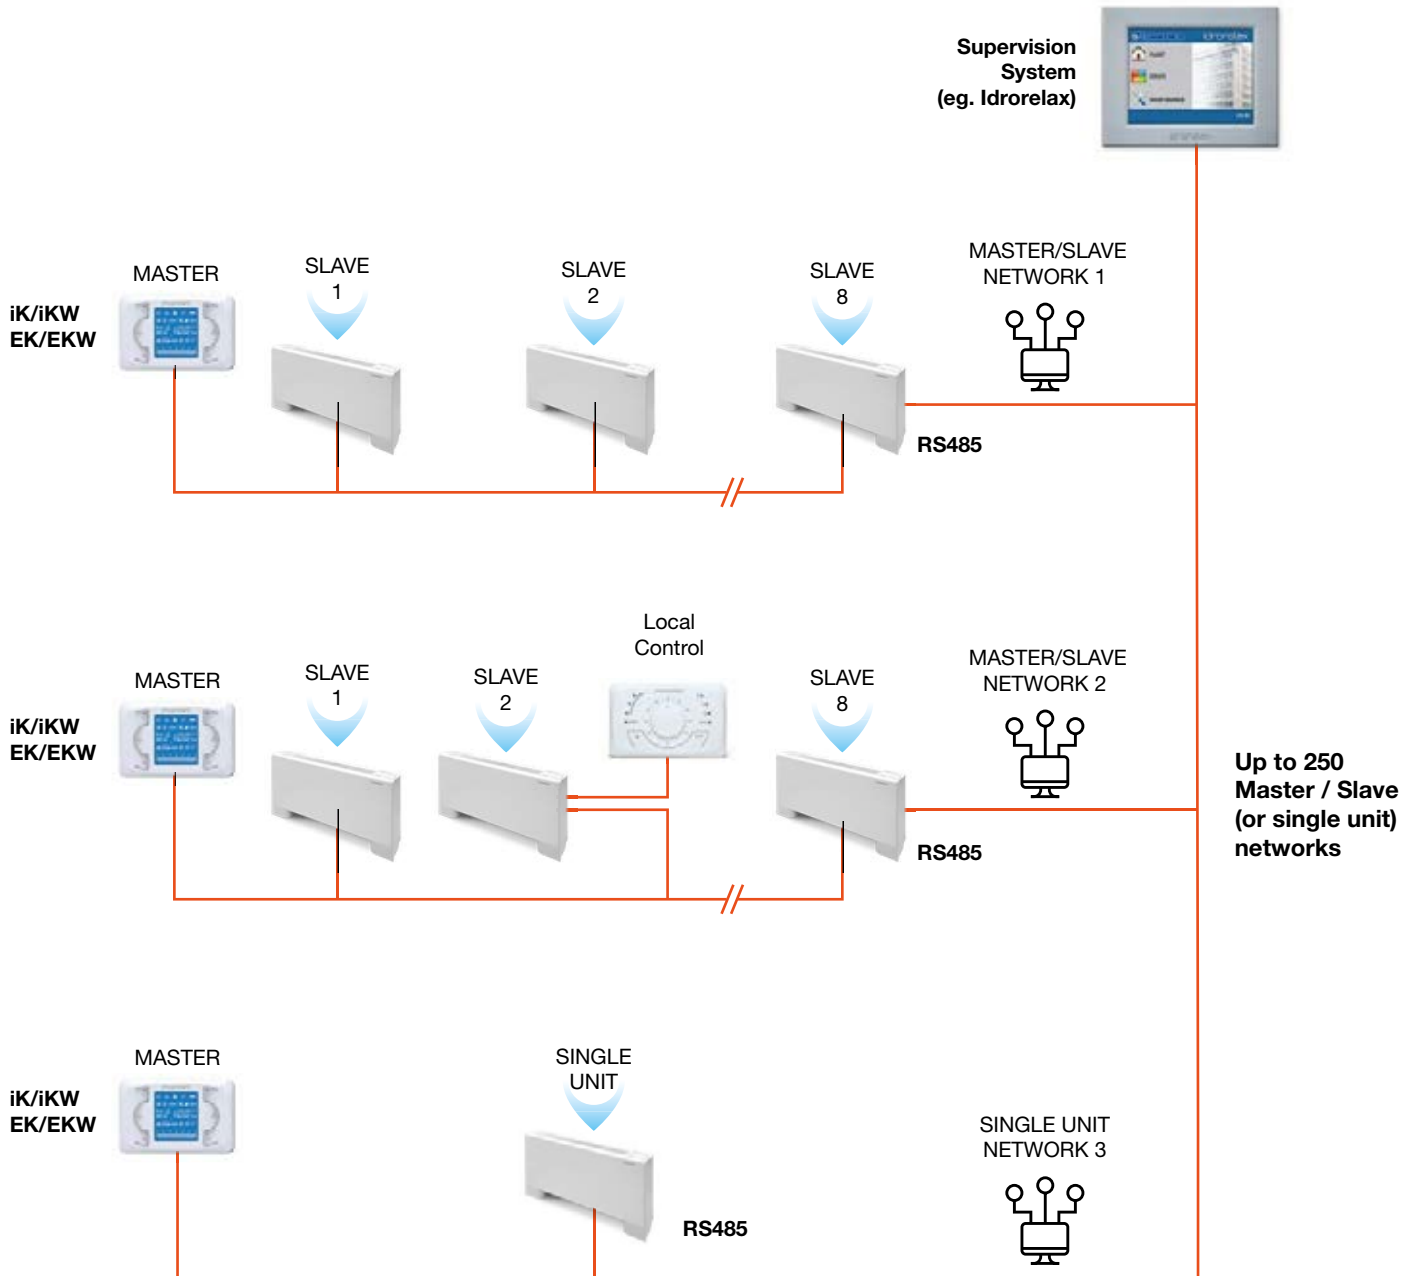 Supervision
System
(eg. Idrorelax)
idrorelax
MASTER
SLAVE
1
SLAVE
2
SLAVE
8
MASTER/SLAVE
NETWORK 1
iK/iKW
EK/EKW
RS485
Local
Control
MASTER
SLAVE
1
SLAVE
2
SLAVE
8
MASTER/SLAVE
NETWORK 2
iK/iKW
EK/EKW
RS485
Up to 250
Master / Slave
(or single unit)
networks
MASTER
SINGLE
UNIT
iK/iKW
EK/EKW
SINGLE UNIT
NETWORK 3
RS485